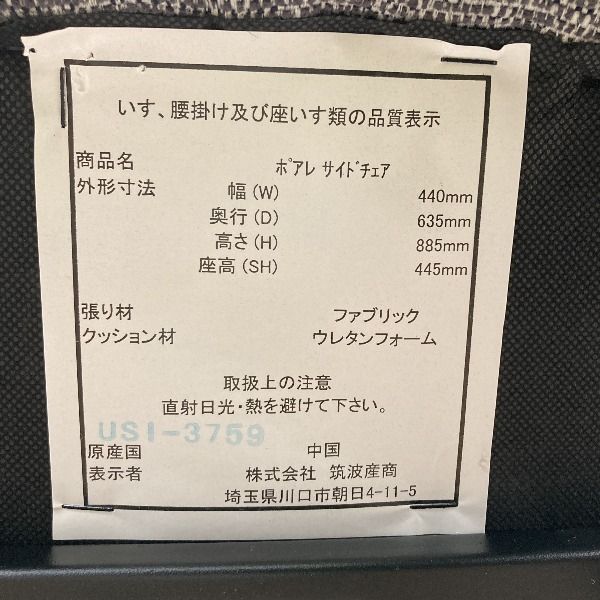 いす、腰掛け及び座いす類の品質表示
商品名 ポアレ サイドチェア
外形寸法 幅(W) 440mm
奥行(D) 635mm
高さ(H) 885mm
座高(SH) 445mm
張り材 ファブリック
クッション材 ウレタンフォーム
取扱上の注意
直射日光・熱を避けて下さい。
USI-3759
原産国 中国
表示者 株式会社 筑波産商
埼玉県川口市朝日4-11-5